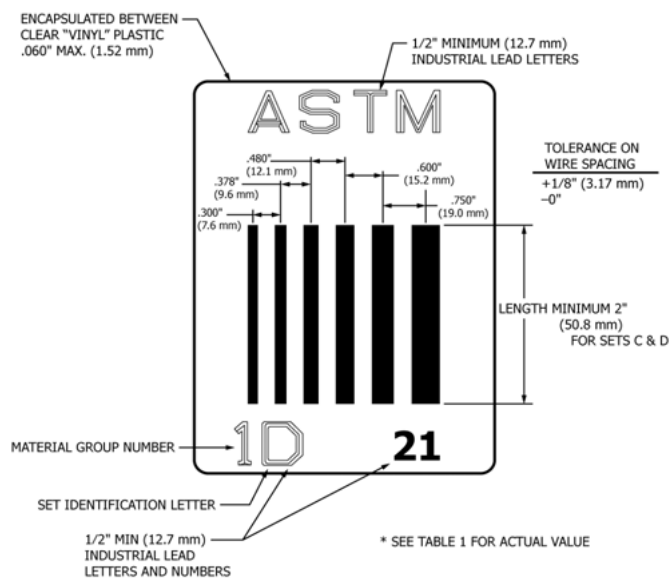 ENCAPSULATED BETWEEN
CLEAR "VINYL" PLASTIC
.060" MAX. (1.52 mm)
1/2" MINIMUM (12.7 mm)
INDUSTRIAL LEAD LETTERS
ASTM
.480"
(12.1 mm)
.378"
(9.6 mm)
.300"
(7.6 mm)
.600"
(15.2 mm)
.750"
(19.0 mm)
TOLERANCE ON
WIRE SPACING
+1/8" (3.17 mm)
−0"
LENGTH MINIMUM 2"
(50.8 mm)
FOR SETS C & D
1D
21
MATERIAL GROUP NUMBER
SET IDENTIFICATION LETTER
1/2" MIN (12.7 mm)
INDUSTRIAL LEAD
LETTERS AND NUMBERS
* SEE TABLE 1 FOR ACTUAL VALUE